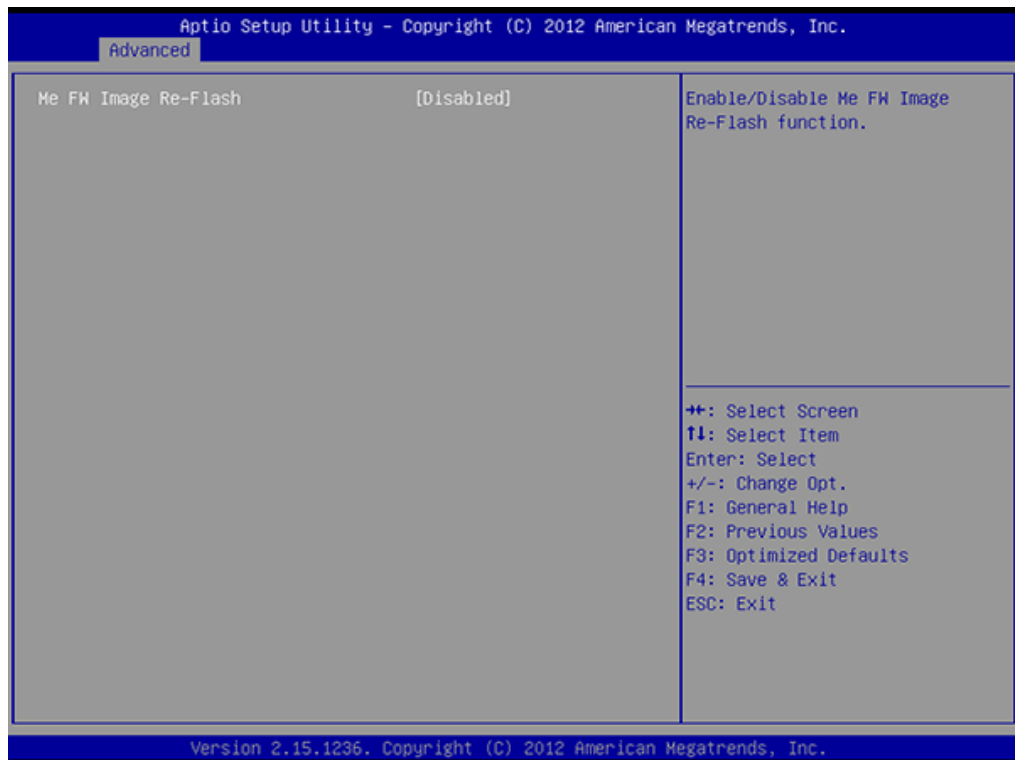 Aptio Setup Utility – Copyright (C) 2012 American Megatrends, Inc.
Advanced
Me FW Image Re-Flash [Disabled]
Enable/Disable Me FW Image
Re-Flash function.
→←: Select Screen
↑↓: Select Item
Enter: Select
+/-: Change Opt.
F1: General Help
F2: Previous Values
F3: Optimized Defaults
F4: Save & Exit
ESC: Exit
Version 2.15.1236. Copyright (C) 2012 American Megatrends, Inc.